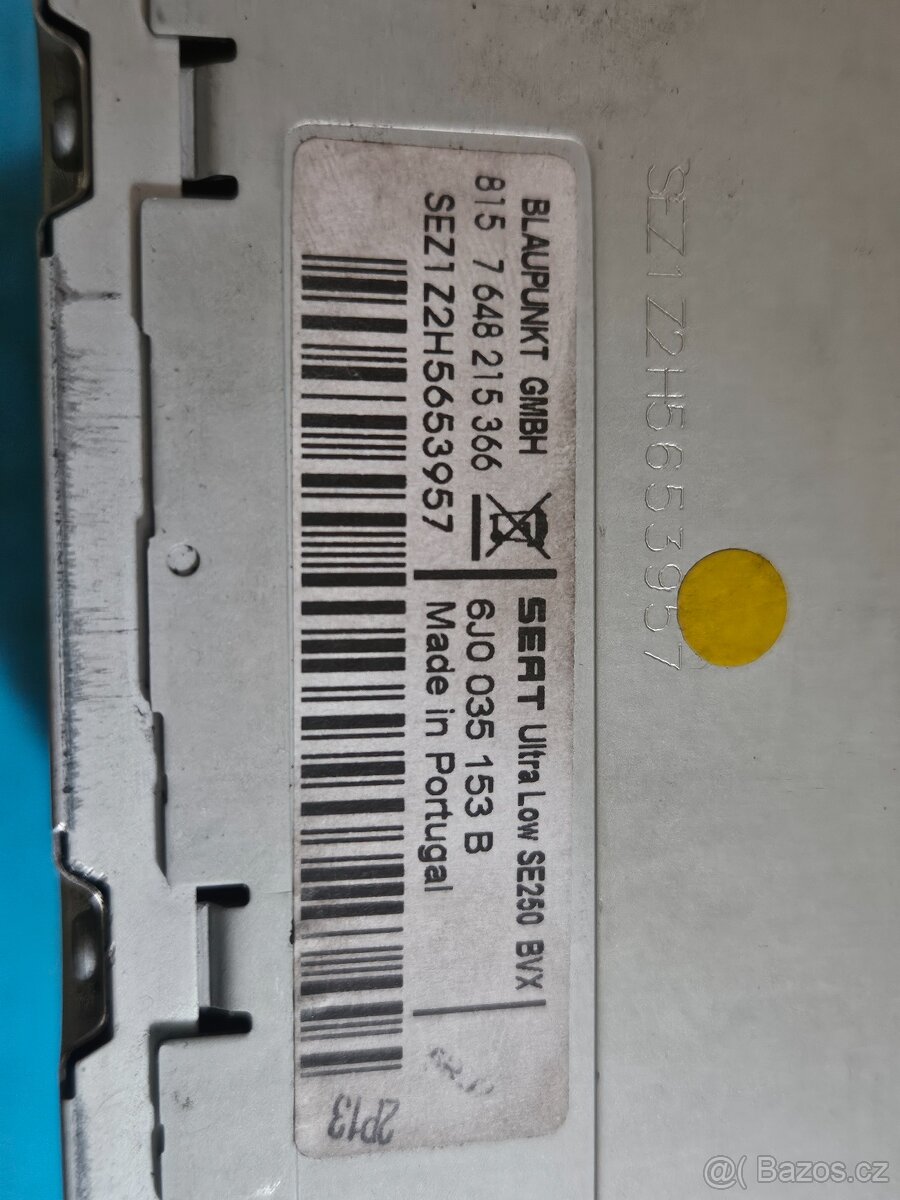 BLAUPUNKT GMBH
815 7 648 215 366
SEZ1Z2H5653957
SEAT Ultra Low SE250 BVX
6J0 035 153 B
Made in Portugal
2P13
SEZ1Z2H5653957
@( Bazos.cz